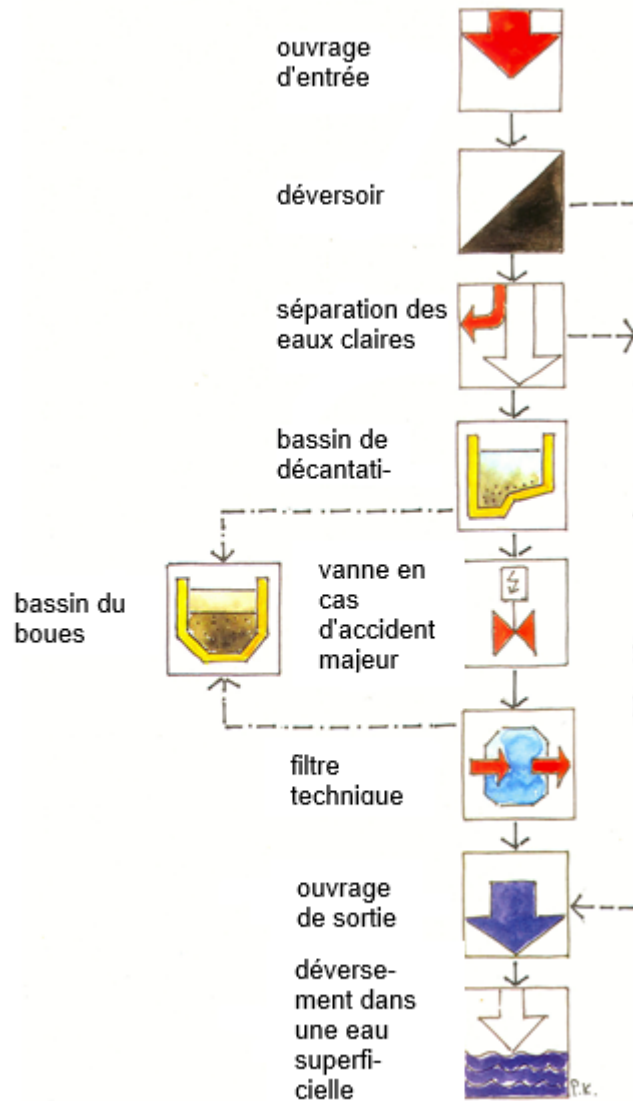 ouvrage
d'entrée
déversoir
séparation des
eaux claires
bassin de
décantati-
vanne en
cas
d'accident
majeur
bassin du
boues
filtre
technique
ouvrage
de sortie
déverse-
ment dans
une eau
superfi-
cielle
P.K.